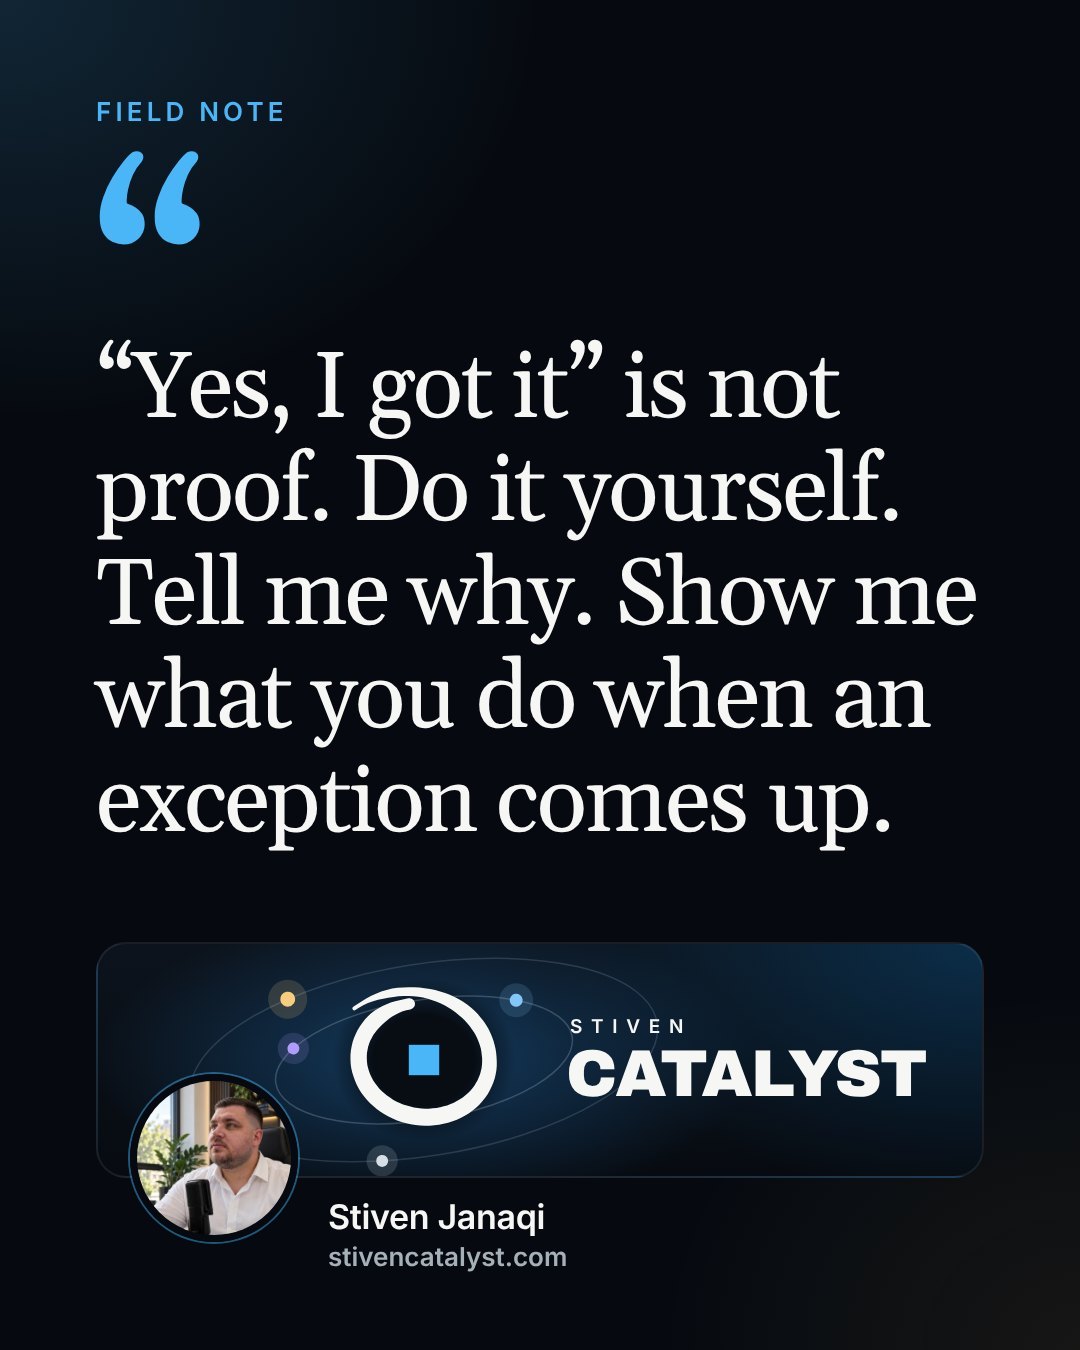 FIELD NOTE
“
“Yes, I got it” is not
proof. Do it yourself.
Tell me why. Show me
what you do when an
exception comes up.
STIVEN
CATALYST
Stiven Janaqi
stivencatalyst.com